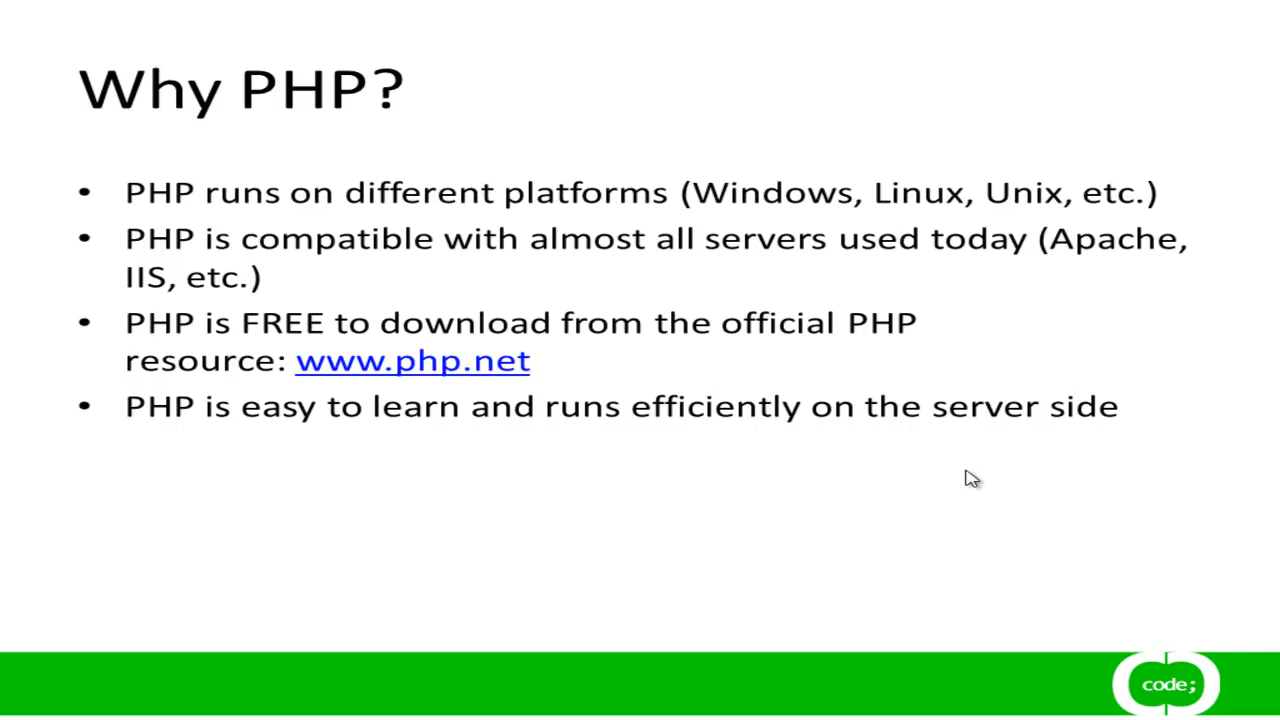 Why PHP?
• PHP runs on different platforms (Windows, Linux, Unix, etc.)
• PHP is compatible with almost all servers used today (Apache,
IIS, etc.)
• PHP is FREE to download from the official PHP
resource: www.php.net
• PHP is easy to learn and runs efficiently on the server side
code;